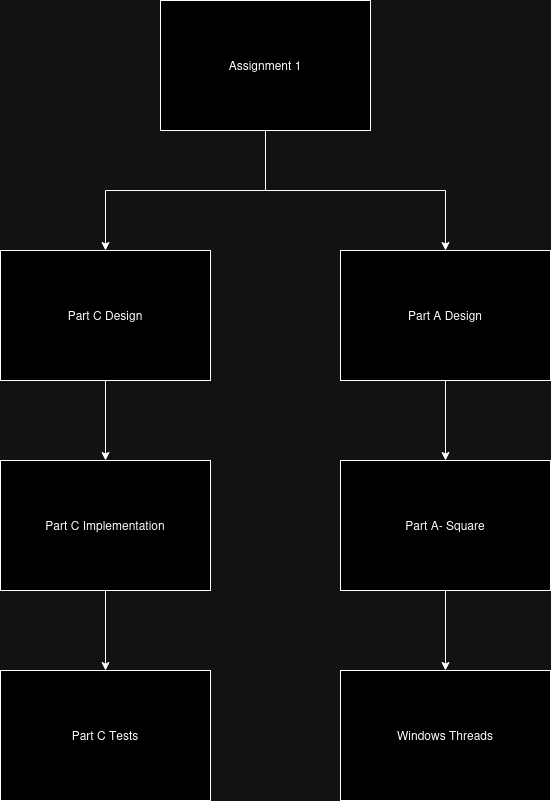 Assignment 1
Part C Design
Part A Design
Part C Implementation
Part A- Square
Part C Tests
Windows Threads